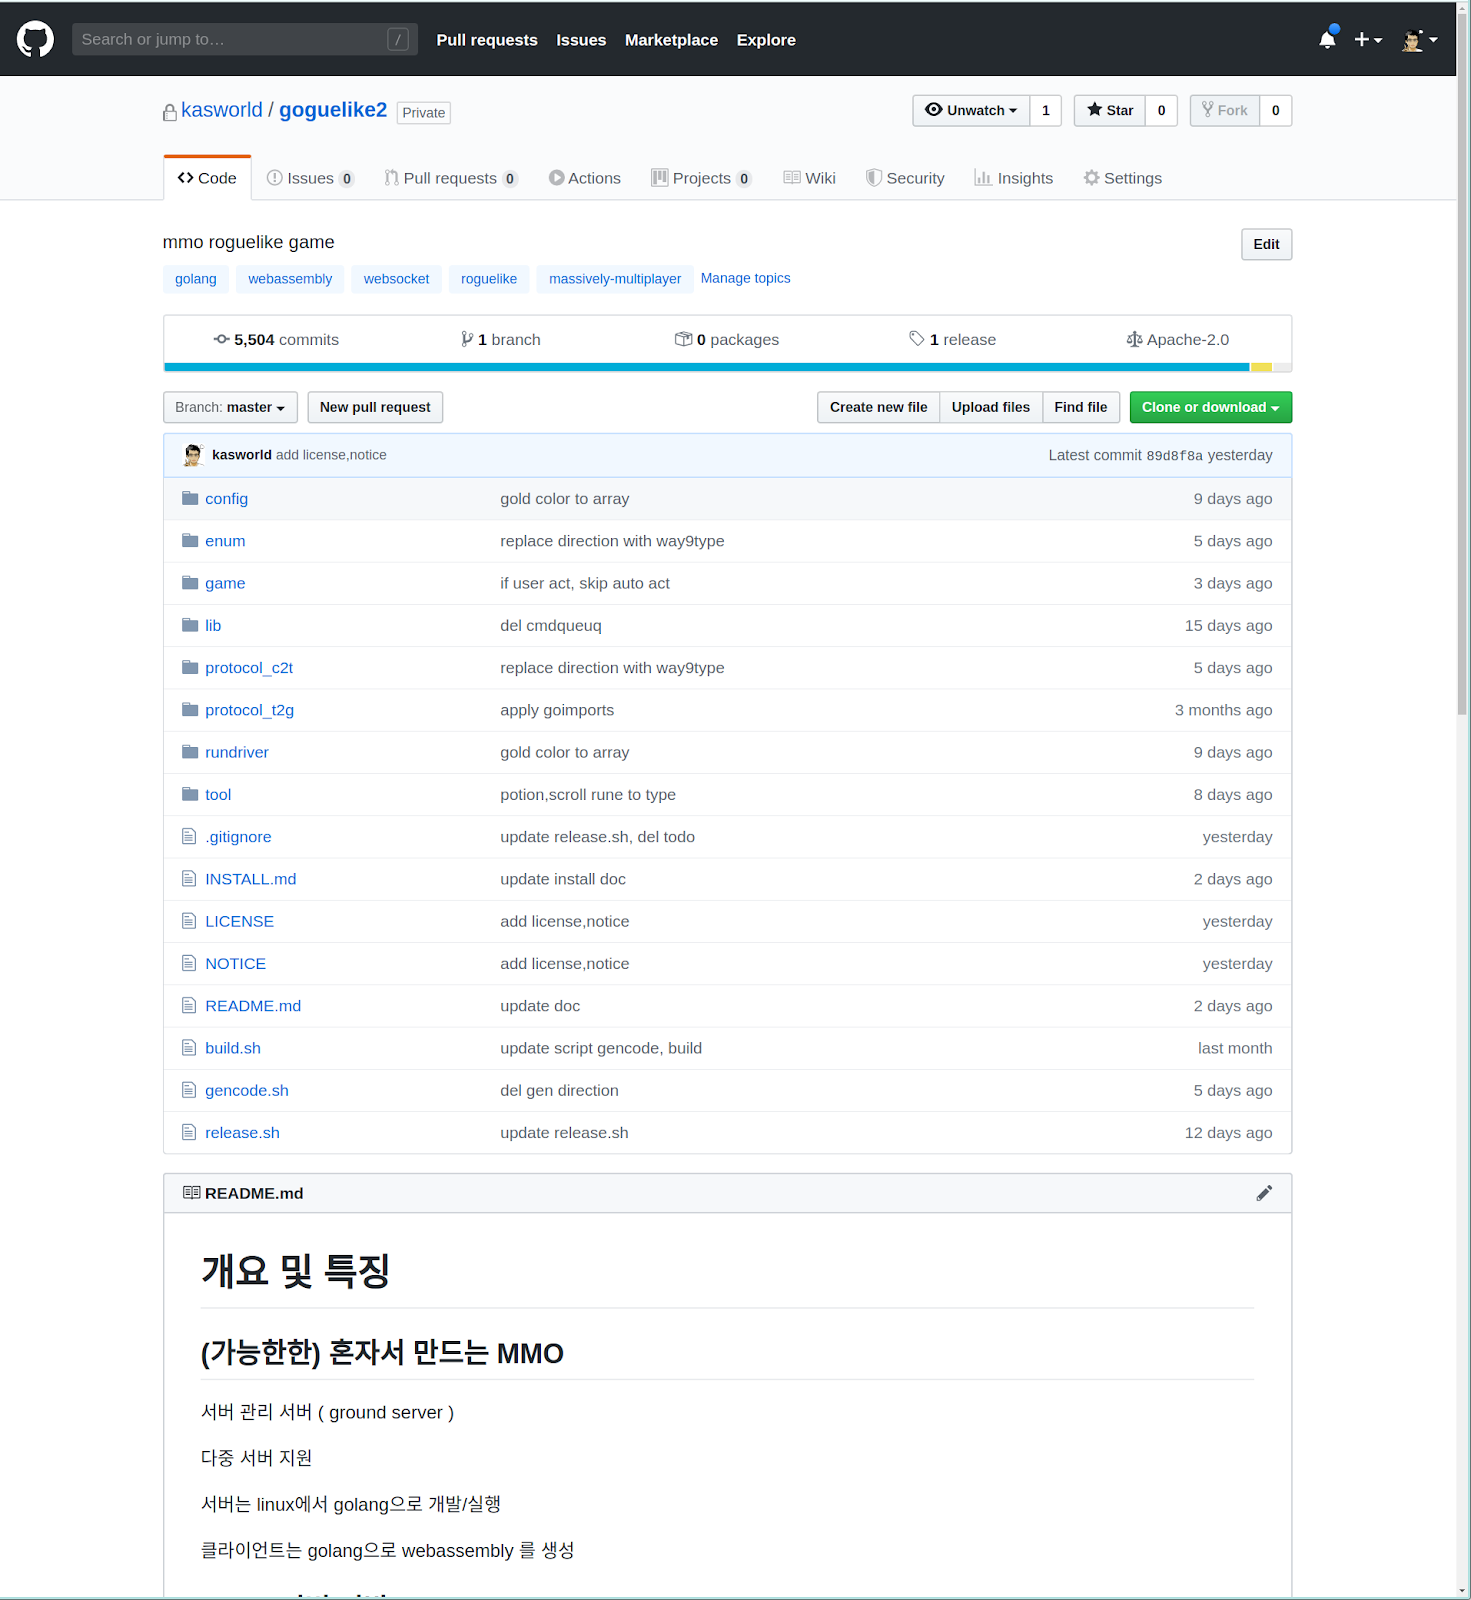 Search or jump to… / Pull requests Issues Marketplace Explore
kasworld / goguelike2 Private Unwatch 1 Star 0 Fork 0
Code Issues 0 Pull requests 0 Actions Projects 0 Wiki Security Insights Settings
mmo roguelike game Edit
golang webassembly websocket roguelike massively-multiplayer Manage topics
5,504 commits 1 branch 0 packages 1 release Apache-2.0
Branch: master New pull request Create new file Upload files Find file Clone or download
kasworld add license,notice Latest commit 89d8f8a yesterday
config gold color to array 9 days ago
enum replace direction with way9type 5 days ago
game if user act, skip auto act 3 days ago
lib del cmdqueuq 15 days ago
protocol_c2t replace direction with way9type 5 days ago
protocol_t2g apply goimports 3 months ago
rundriver gold color to array 9 days ago
tool potion,scroll rune to type 8 days ago
.gitignore update release.sh, del todo yesterday
INSTALL.md update install doc 2 days ago
LICENSE add license,notice yesterday
NOTICE add license,notice yesterday
README.md update doc 2 days ago
build.sh update script gencode, build last month
gencode.sh del gen direction 5 days ago
release.sh update release.sh 12 days ago
README.md
개요 및 특징
(가능한한) 혼자서 만드는 MMO
서버 관리 서버 ( ground server )
다중 서버 지원
서버는 linux에서 golang으로 개발/실행
클라이언트는 golang으로 webassembly 를 생성